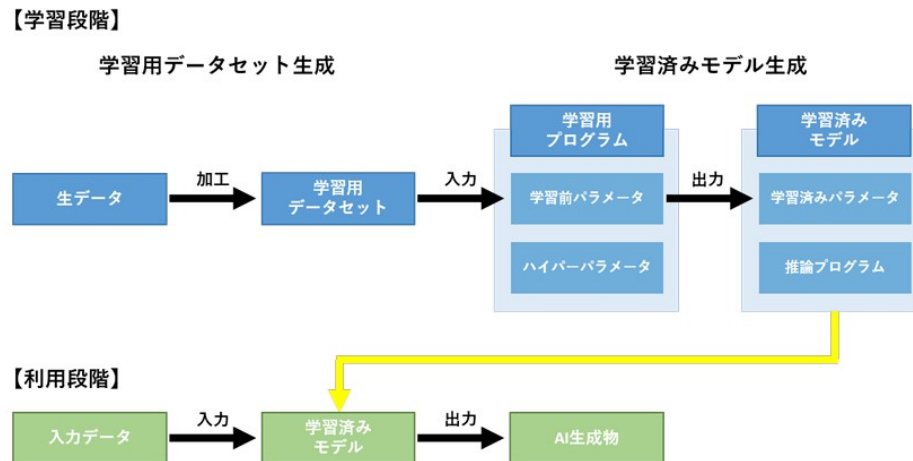 【学習段階】
学習用データセット生成
学習済みモデル生成
生データ
加工
学習用
データセット
入力
学習用
プログラム
学習前パラメータ
ハイパーパラメータ
出力
学習済み
モデル
学習済みパラメータ
推論プログラム
【利用段階】
入力データ
入力
学習済み
モデル
出力
AI生成物